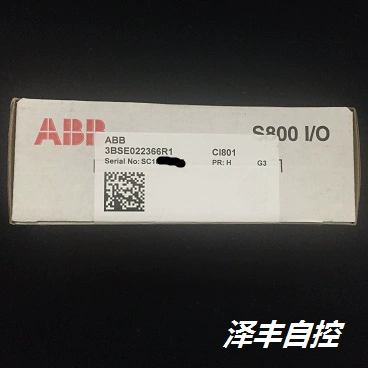 ABB
S800 I/O
ABB
3BSE022366R1 CI801
Serial No: SC1 PR: H G3
泽丰自控